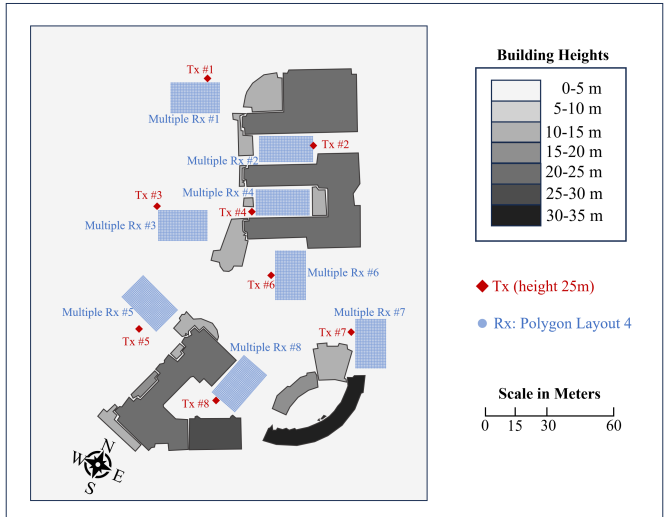 Tx #1
Multiple Rx #1
Tx #2
Multiple Rx #2
Tx #3
Multiple Rx #3
Multiple Rx #4
Tx #4
Multiple Rx #6
Tx #6
Multiple Rx #5
Tx #5
Multiple Rx #7
Tx #7
Multiple Rx #8
Tx #8
N
W
E
S
Building Heights
0-5 m
5-10 m
10-15 m
15-20 m
20-25 m
25-30 m
30-35 m
Tx (height 25m)
Rx: Polygon Layout 4
Scale in Meters
0 15 30 60